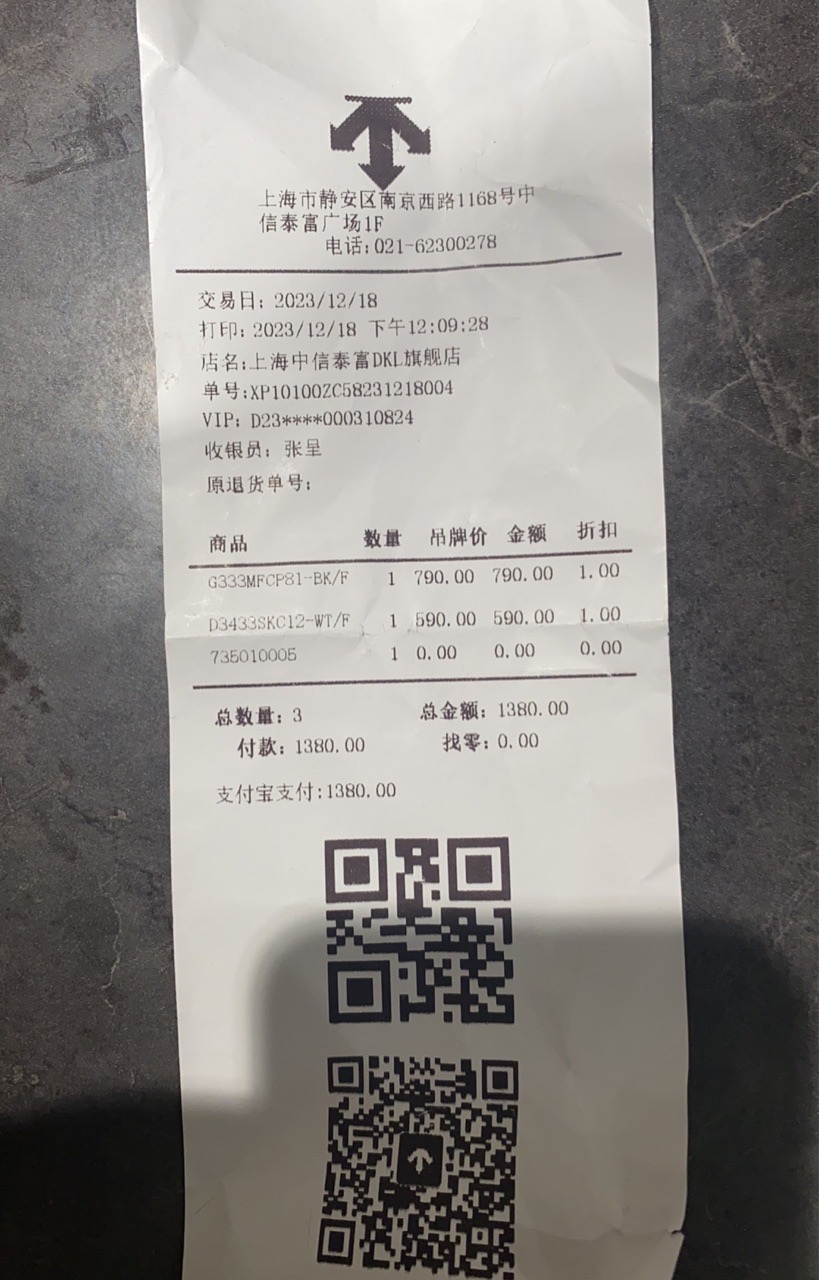 上海市静安区南京西路1168号中
信泰富广场1F
电话:021-62300278
交易日: 2023/12/18
打印: 2023/12/18 下午12:09:28
店名:上海中信泰富DKL旗舰店
单号:XP10100ZC58231218004
VIP: D23****000310824
收银员: 张呈
原退货单号:
商品 数量 吊牌价 金额 折扣
G333MFCP81-BK/F 1 790.00 790.00 1.00
D3433SKC12-WT/F 1 590.00 590.00 1.00
735010005 1 0.00 0.00 0.00
总数量: 3 总金额: 1380.00
付款: 1380.00 找零: 0.00
支付宝支付:1380.00